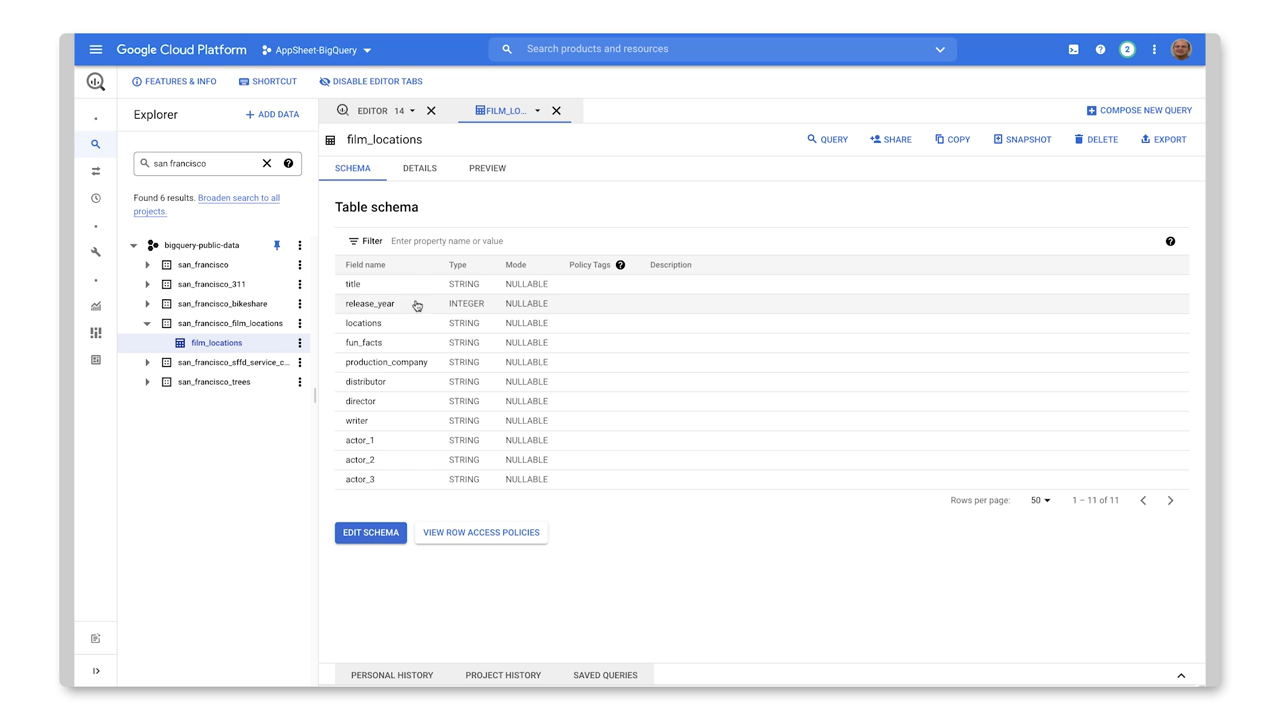 Google Cloud Platform AppSheet-BigQuery Search products and resources 2
FEATURES & INFO SHORTCUT DISABLE EDITOR TABS
Explorer + ADD DATA
san francisco
Found 6 results. Broaden search to all
projects.
bigquery-public-data
san_francisco
san_francisco_311
san_francisco_bikeshare
san_francisco_film_locations
film_locations
san_francisco_sffd_service_c...
san_francisco_trees
EDITOR 14 FILM_LO... COMPOSE NEW QUERY
film_locations QUERY SHARE COPY SNAPSHOT DELETE EXPORT
SCHEMA DETAILS PREVIEW
Table schema
Filter Enter property name or value
Field name Type Mode Policy Tags Description
title STRING NULLABLE
release_year INTEGER NULLABLE
locations STRING NULLABLE
fun_facts STRING NULLABLE
production_company STRING NULLABLE
distributor STRING NULLABLE
director STRING NULLABLE
writer STRING NULLABLE
actor_1 STRING NULLABLE
actor_2 STRING NULLABLE
actor_3 STRING NULLABLE
Rows per page: 50 1 – 11 of 11
EDIT SCHEMA VIEW ROW ACCESS POLICIES
PERSONAL HISTORY PROJECT HISTORY SAVED QUERIES